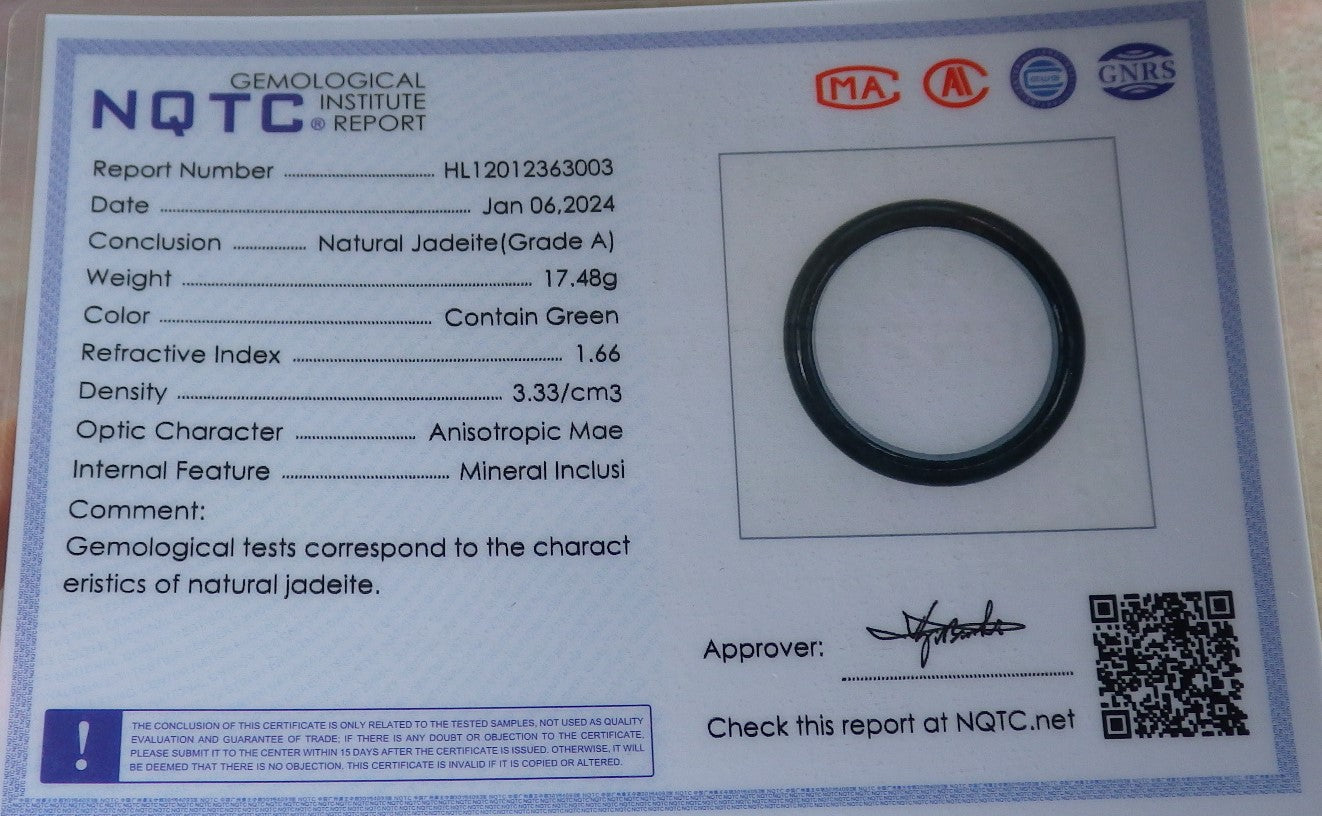 GEMOLOGICAL
NQTC® INSTITUTE
REPORT
MA
GNRS
Report Number ........ HL12012363003
Date ........ Jan 06,2024
Conclusion ........ Natural Jadeite(Grade A)
Weight ........ 17.48g
Color ........ Contain Green
Refractive Index ........ 1.66
Density ........ 3.33/cm3
Optic Character ........ Anisotropic Mae
Internal Feature ........ Mineral Inclusi
Comment:
Gemological tests correspond to the charact
eristics of natural jadeite.
Approver:
Check this report at NQTC.net
!
THE CONCLUSION OF THIS CERTIFICATE IS ONLY RELATED TO THE TESTED SAMPLES, NOT USED AS QUALITY
EVALUATION AND GUARANTEE OF TRADE; IF THERE IS ANY DOUBT OR OBJECTION TO THE CERTIFICATE,
PLEASE SUBMIT IT TO THE CENTER WITHIN 15 DAYS AFTER THE CERTIFICATE IS ISSUED. OTHERWISE, IT WILL
BE DEEMED THAT THERE IS NO OBJECTION. THIS CERTIFICATE IS INVALID IF IT IS COPIED OR ALTERED.